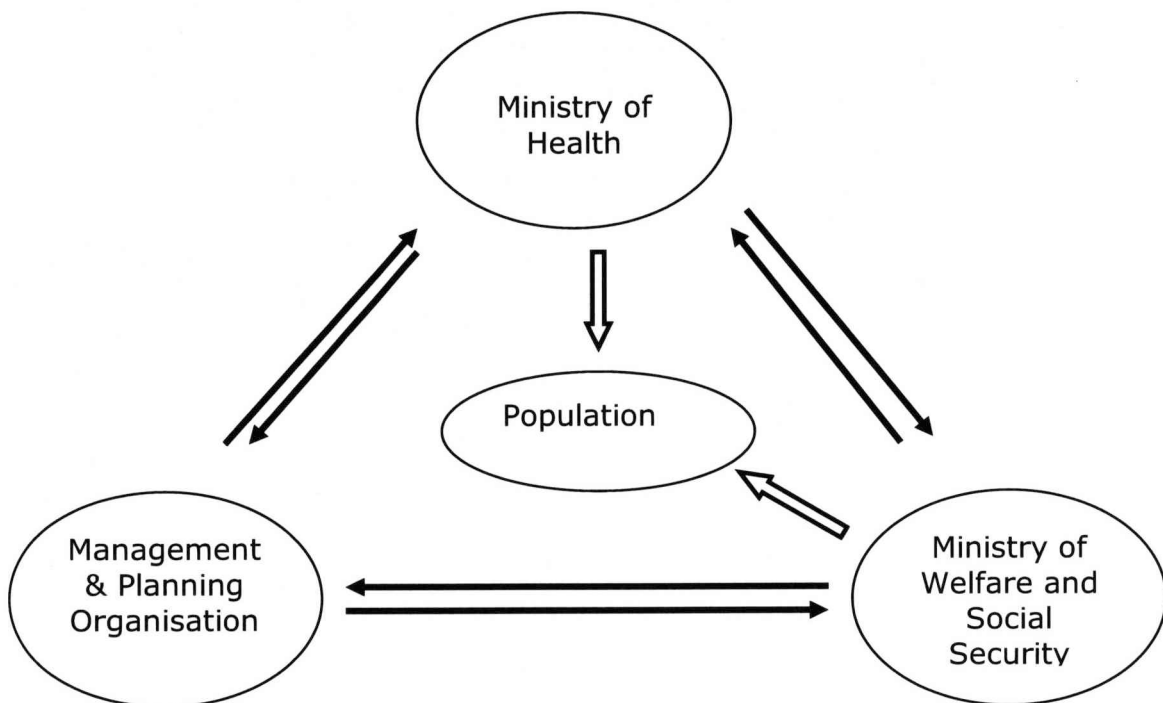 Ministry of
Health
Population
Management
& Planning
Organisation
Ministry of
Welfare and
Social
Security